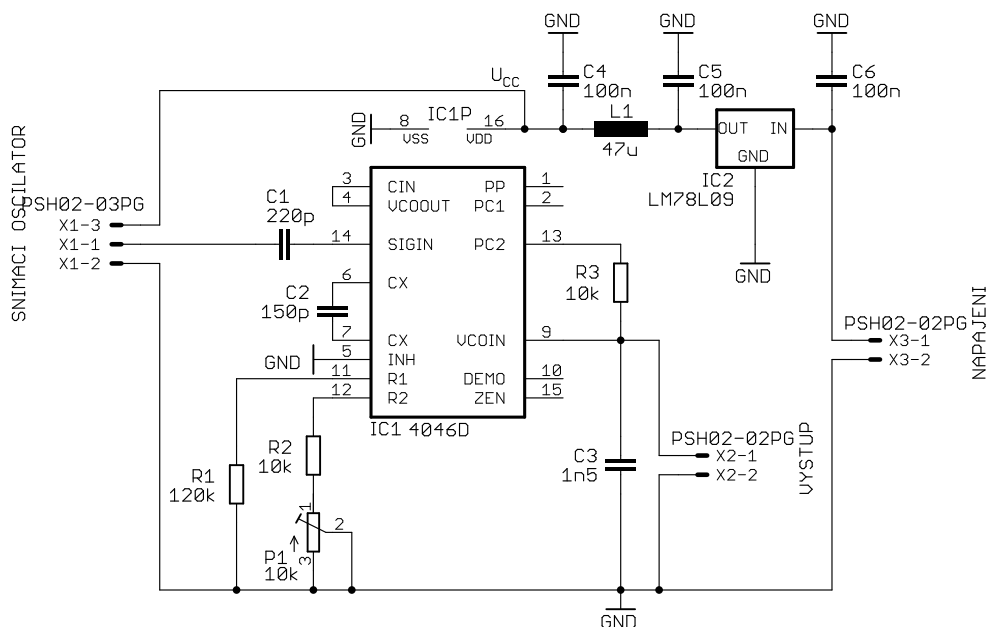 GND
GND
GND
C4
100n
C5
100n
C6
100n
UCC
GND
8
VSS
IC1P
16
VDD
L1
47u
OUT
IN
GND
IC2
LM78L09
GND
SNIMACI OSCILATOR
PSH02-03PG
X1-3
X1-1
X1-2
C1
220p
3
CIN
PP
1
4
VCOOUT
PC1
2
14
SIGIN
PC2
13
6
CX
C2
150p
7
CX
VCOIN
9
GND
5
INH
11
R1
DEMO
10
12
R2
ZEN
15
IC1 4046D
R3
10k
PSH02-02PG
X3-1
X3-2
NAPAJENI
R1
120k
R2
10k
1
2
3
P1
10k
C3
1n5
PSH02-02PG
X2-1
X2-2
VYSTUP
GND